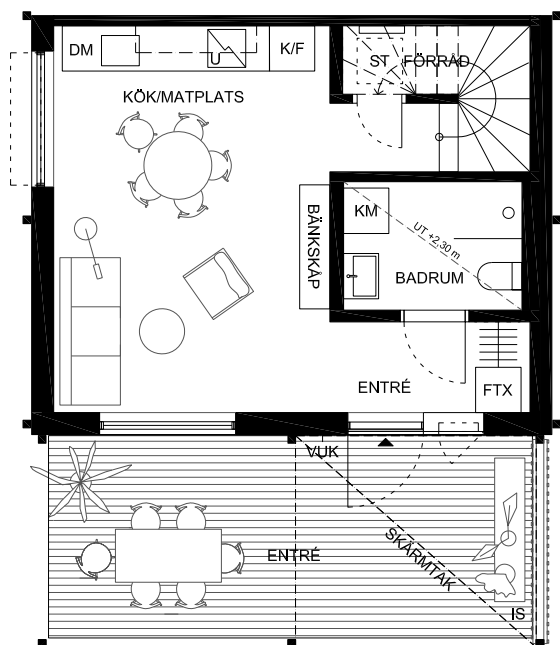 DM
U
K/F
ST
FÖRRÅD
KÖK/MATPLATS
BÄNKSKÅP
KM
UT +2,30 m
BADRUM
ENTRÉ
FTX
VUK
ENTRÉ
SKÄRMTAK
IS